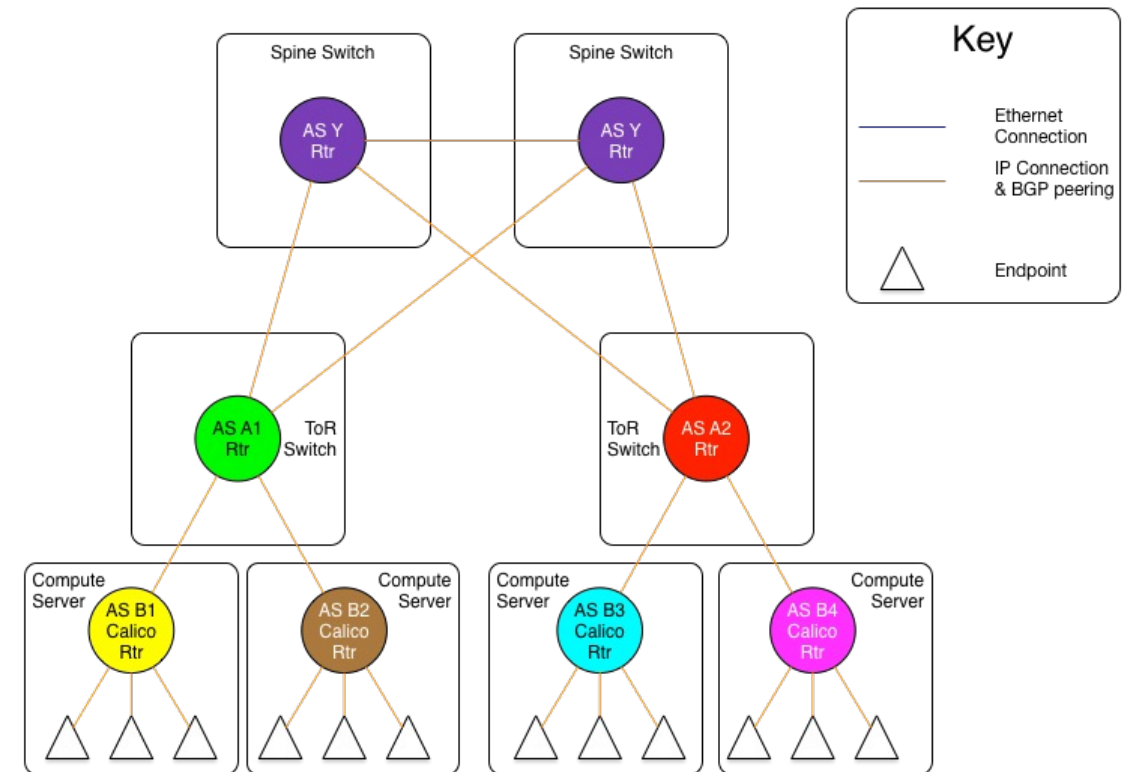 Spine Switch
Spine Switch
Key
AS Y
Rtr
AS Y
Rtr
Ethernet
Connection
IP Connection
& BGP peering
Endpoint
AS A1
Rtr
ToR
Switch
ToR
Switch
AS A2
Rtr
Compute
Server
AS B1
Calico
Rtr
Compute
Server
AS B2
Calico
Rtr
Compute
Server
AS B3
Calico
Rtr
Compute
Server
AS B4
Calico
Rtr